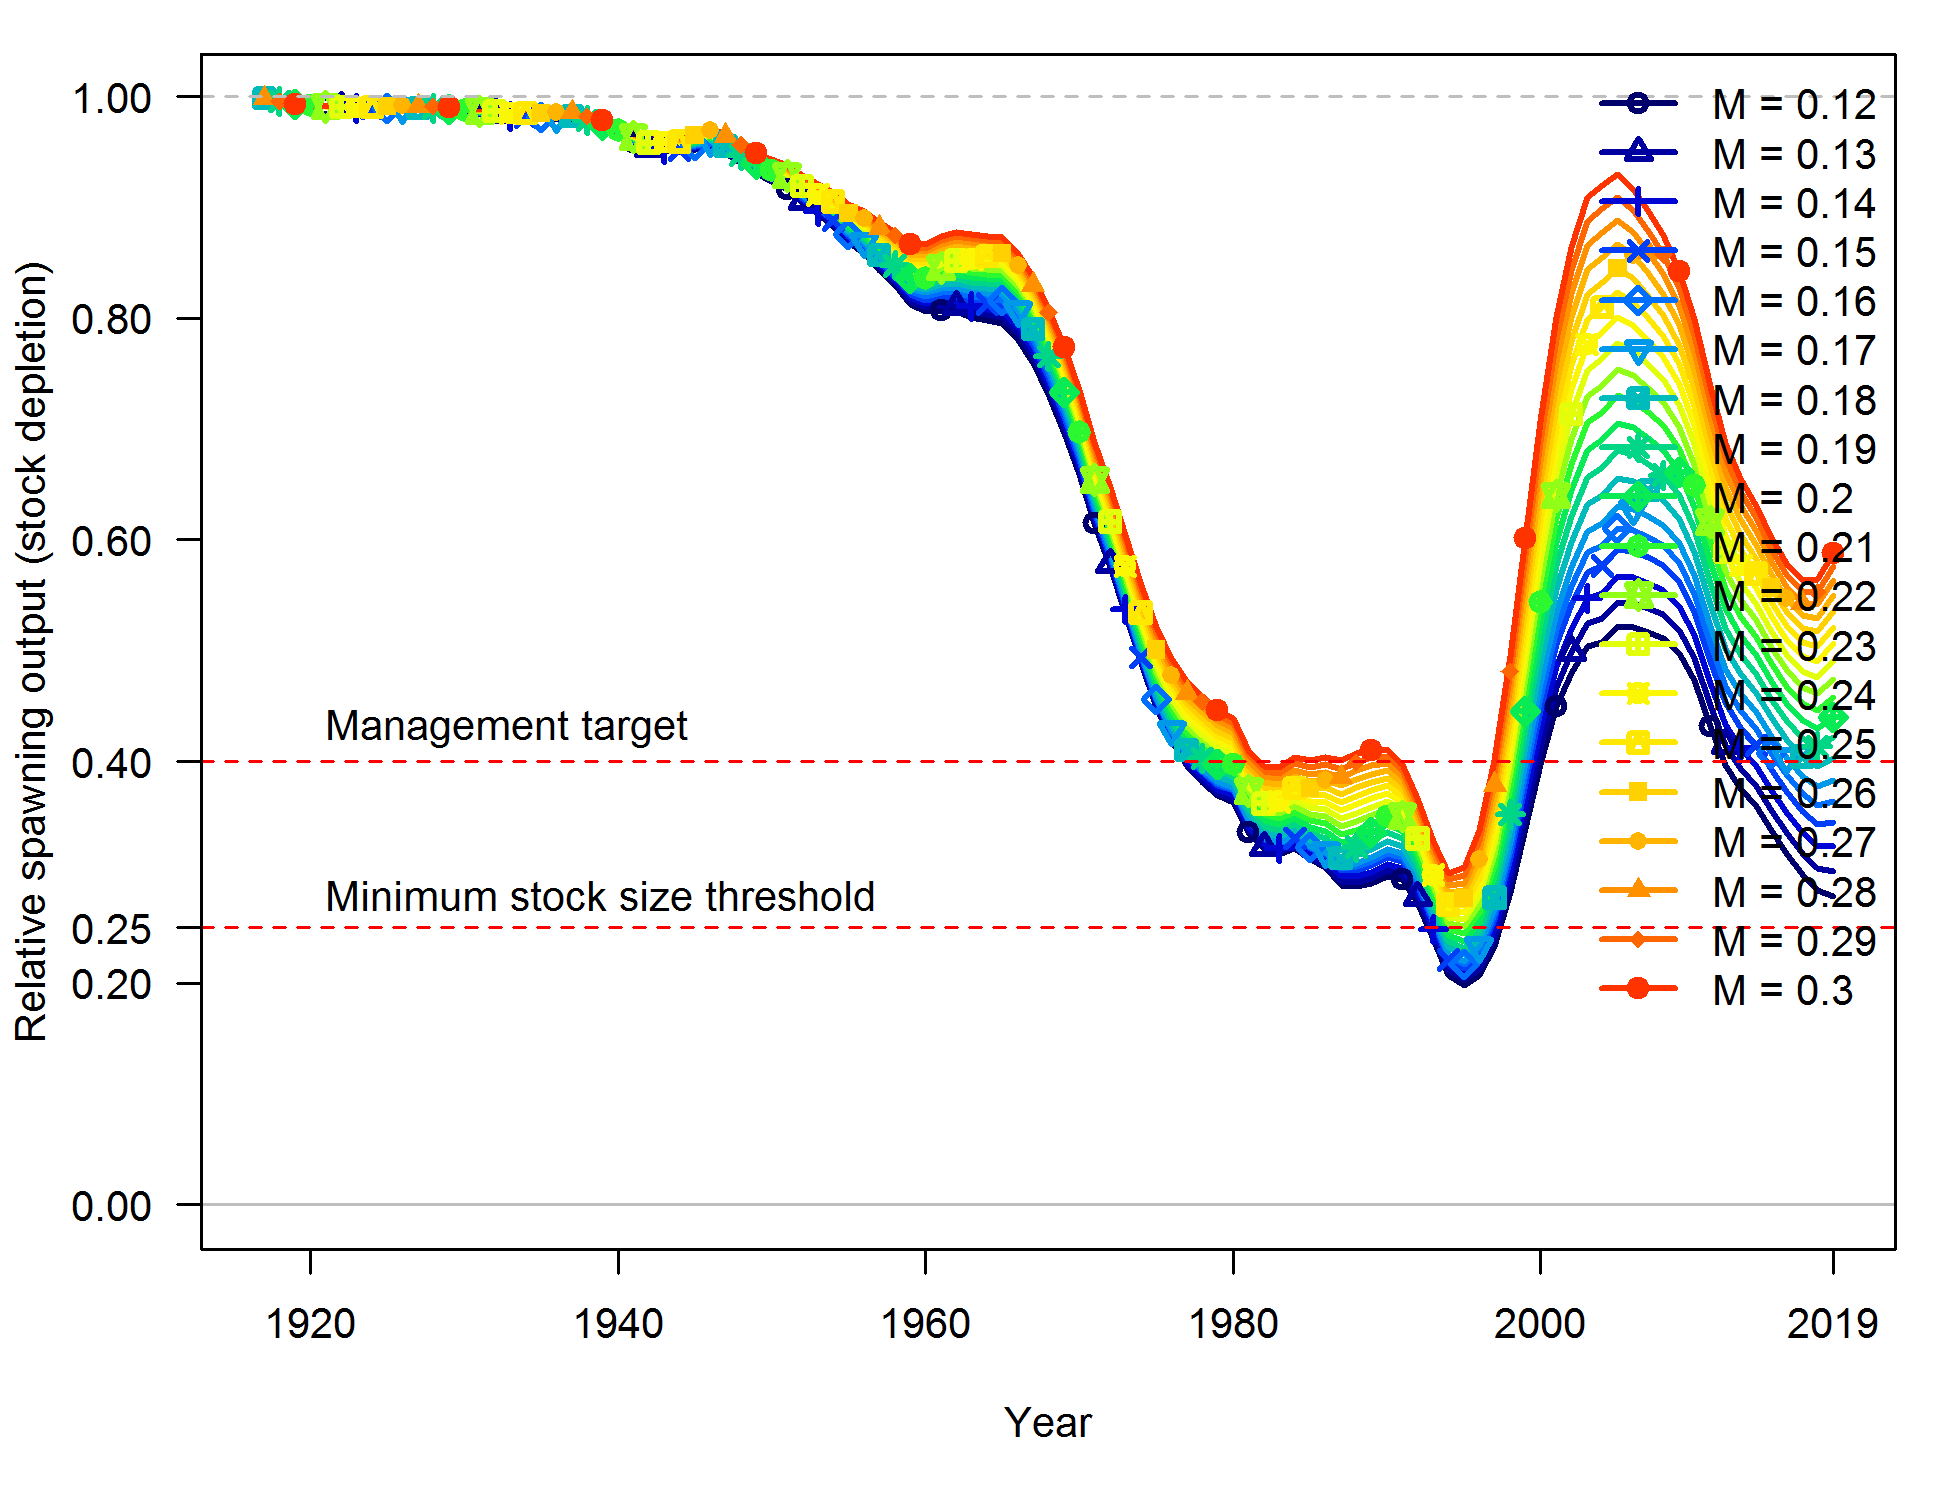 Relative spawning output (stock depletion)
1.00
0.80
0.60
0.40
0.25
0.20
0.00
Management target
Minimum stock size threshold
M = 0.12
M = 0.13
M = 0.14
M = 0.15
M = 0.16
M = 0.17
M = 0.18
M = 0.19
M = 0.2
M = 0.21
M = 0.22
M = 0.23
M = 0.24
M = 0.25
M = 0.26
M = 0.27
M = 0.28
M = 0.29
M = 0.3
1920 1940 1960 1980 2000 2019
Year